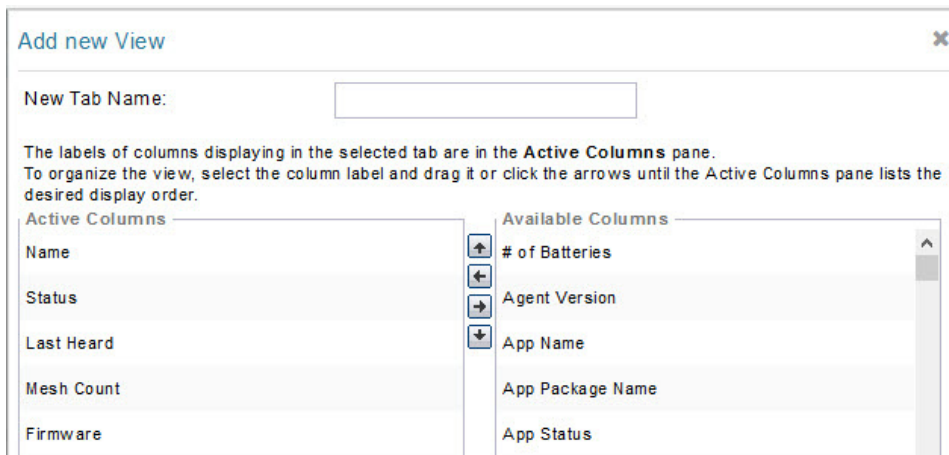 Add new View
New Tab Name:
The labels of columns displaying in the selected tab are in the Active Columns pane.
To organize the view, select the column label and drag it or click the arrows until the Active Columns pane lists the
desired display order.
Active Columns
Name
Status
Last Heard
Mesh Count
Firmware
Available Columns
# of Batteries
Agent Version
App Name
App Package Name
App Status